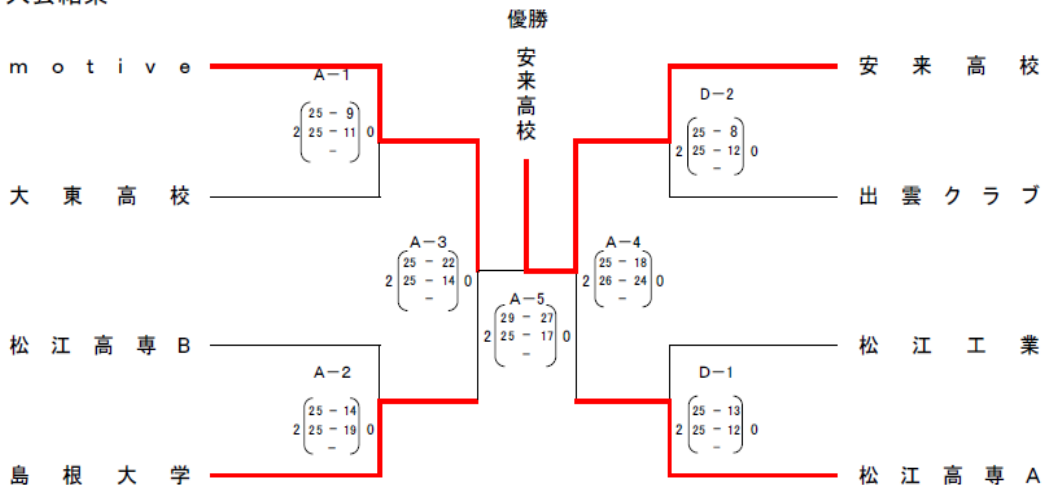 優勝
安来高校
motive
安来高校
A-1
25 - 9
2 25 - 11 0
-
D-2
25 - 8
2 25 - 12 0
-
大東高校
出雲クラブ
A-3
25 - 22
2 25 - 14 0
-
A-4
25 - 18
2 26 - 24 0
-
A-5
29 - 27
2 25 - 17 0
-
松江高専B
松江工業
A-2
25 - 14
2 25 - 19 0
-
D-1
25 - 13
2 25 - 12 0
-
島根大学
松江高専A